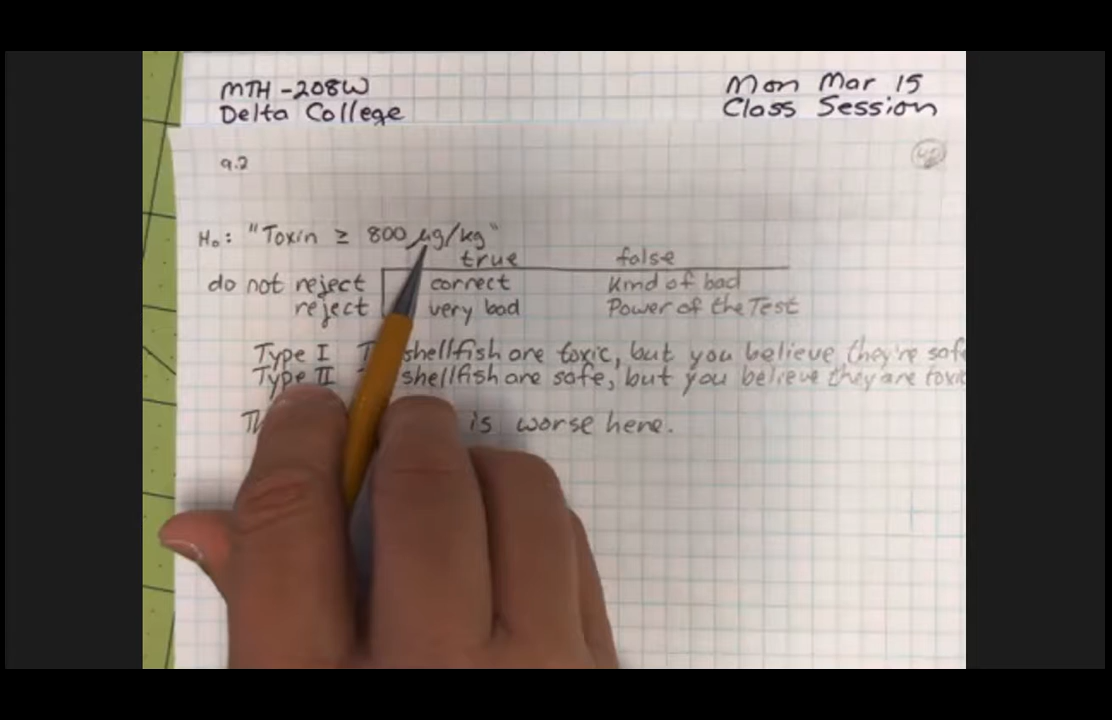 MTH-208W
Delta College
Mon Mar 15
Class Session
9.2
H₀: "Toxin ≥ 800 µg/kg"
true false
do not reject correct Kind of bad
reject very bad Power of the Test
Type I shellfish are toxic, but you believe they're safe
Type II shellfish are safe, but you believe they are toxic
is worse here.